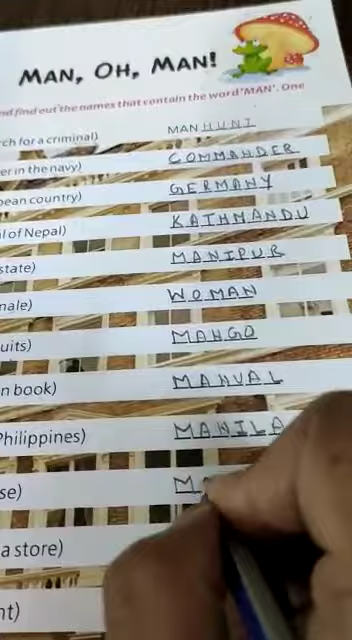 MAN, OH, MAN!
nd find out the names that contain the word 'MAN'. One
rch for a criminal) MANHUNT
er in the navy) COMMANDER
pean country) GERMANY
l of Nepal) KATHMANDU
state) MANIPUR
male) WOMAN
uits) MANGO
n book) MANUAL
Philippines) MANILA
se) M
a store)
nt)